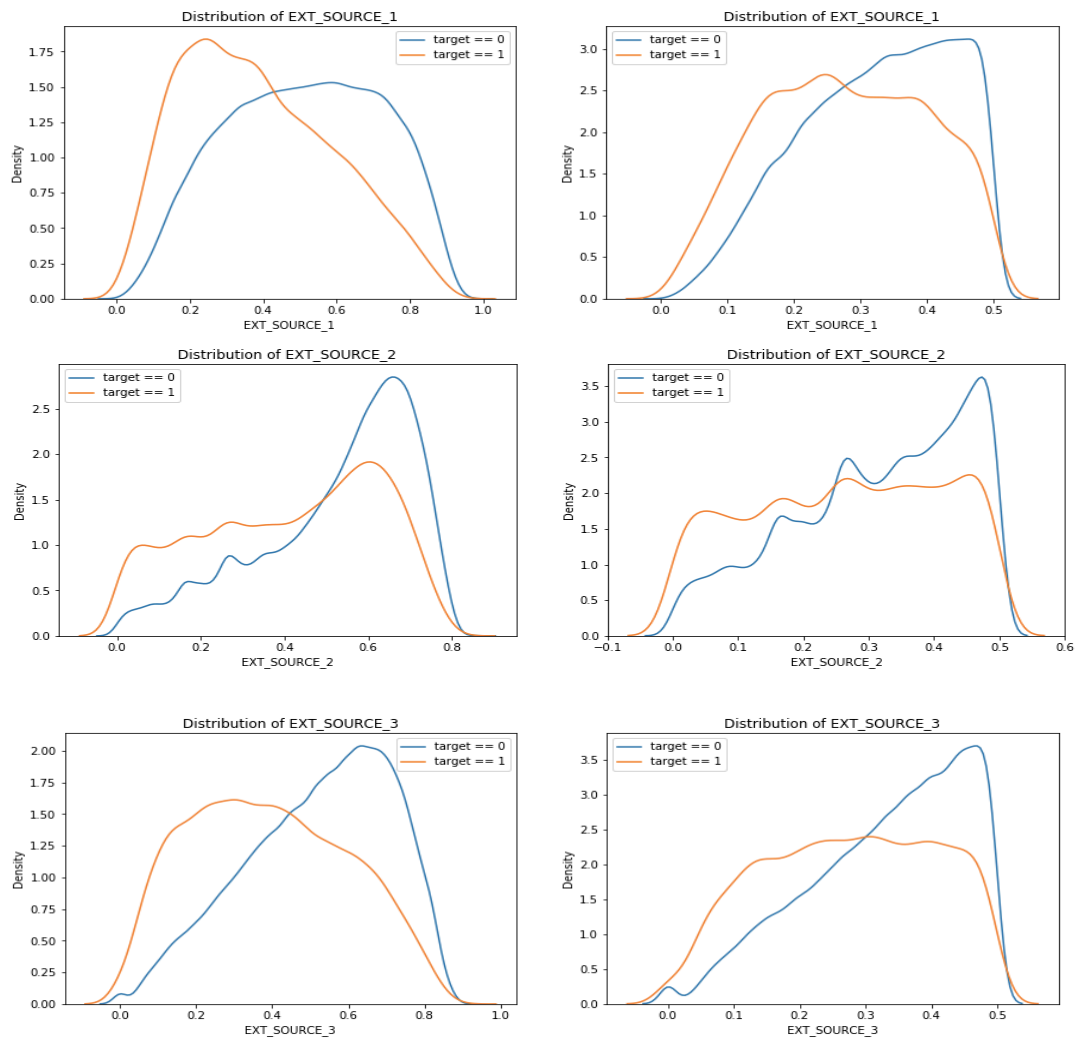 Distribution of EXT_SOURCE_1
target == 0
target == 1
1.75
1.50
1.25
1.00
0.75
0.50
0.25
0.00
Density
0.0 0.2 0.4 0.6 0.8 1.0
EXT_SOURCE_1
Distribution of EXT_SOURCE_1
target == 0
target == 1
3.0
2.5
2.0
1.5
1.0
0.5
0.0
Density
0.0 0.1 0.2 0.3 0.4 0.5
EXT_SOURCE_1
Distribution of EXT_SOURCE_2
target == 0
target == 1
2.5
2.0
1.5
1.0
0.5
0.0
Density
0.0 0.2 0.4 0.6 0.8
EXT_SOURCE_2
Distribution of EXT_SOURCE_2
target == 0
target == 1
3.5
3.0
2.5
2.0
1.5
1.0
0.5
0.0
Density
−0.1 0.0 0.1 0.2 0.3 0.4 0.5 0.6
EXT_SOURCE_2
Distribution of EXT_SOURCE_3
target == 0
target == 1
2.00
1.75
1.50
1.25
1.00
0.75
0.50
0.25
0.00
Density
0.0 0.2 0.4 0.6 0.8 1.0
EXT_SOURCE_3
Distribution of EXT_SOURCE_3
target == 0
target == 1
3.5
3.0
2.5
2.0
1.5
1.0
0.5
0.0
Density
0.0 0.1 0.2 0.3 0.4 0.5
EXT_SOURCE_3